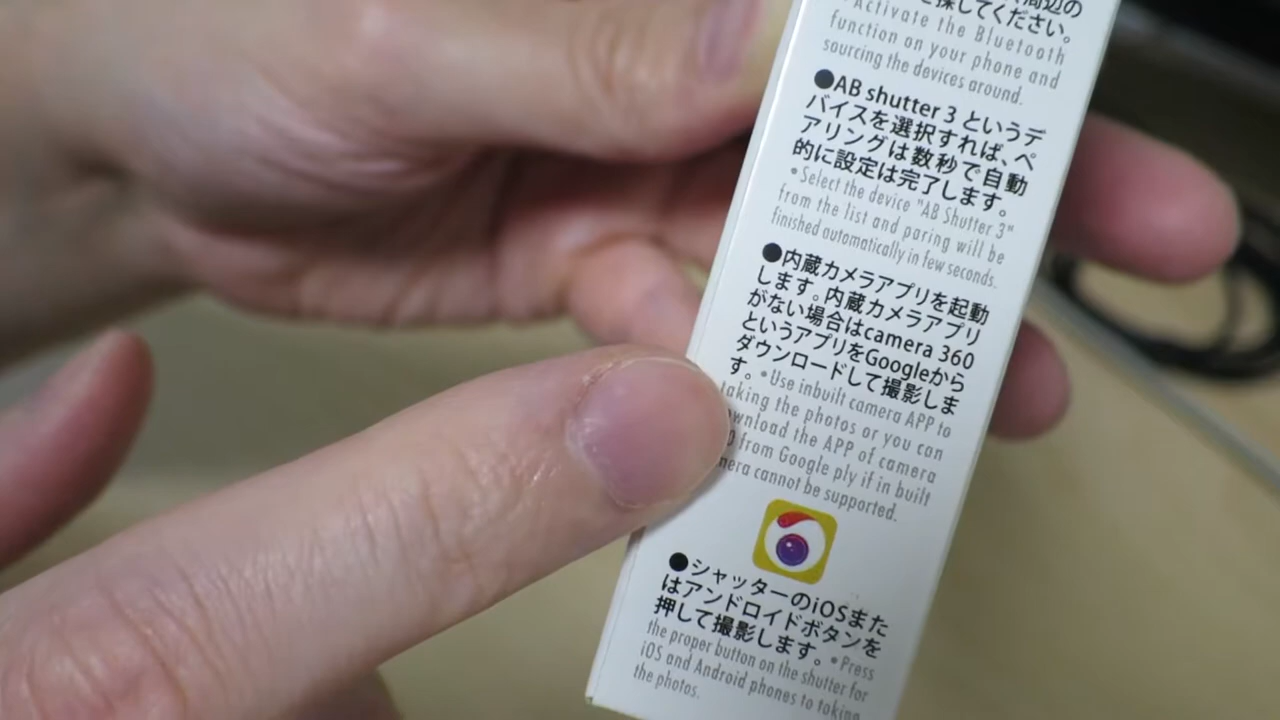 周辺の
を探してください。
Activate the Bluetooth
function on your phone and
sourcing the devices around.
●AB shutter 3 というデ
バイスを選択すれば、ペ
アリングは数秒で自動
的に設定は完了します。
•Select the device "AB Shutter 3"
from the list and paring will be
finished automatically in few seconds.
●内蔵カメラアプリを起動
します。内蔵カメラアプリ
がない場合はcamera 360
というアプリをGoogleから
ダウンロードして撮影しま
す。•Use inbuilt camera APP to
taking the photos or you can
wnload the APP of camera
0 from Google ply if in built
mera cannot be supported.
●シャッターのiOSまた
はアンドロイドボタンを
押して撮影します。•Press
the proper button on the shutter for
iOS and Android phones to taking
the photos.